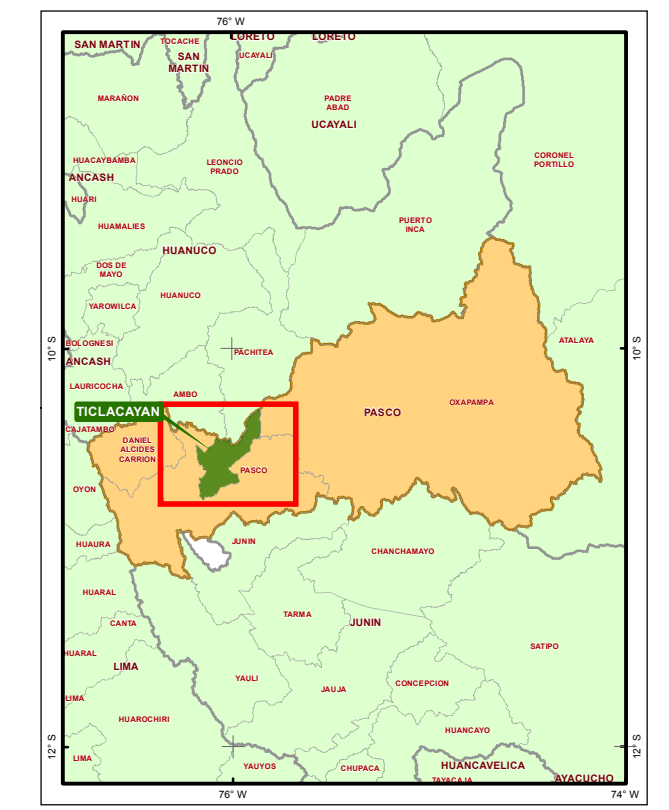 76° W
SAN MARTIN
TOCACHE
LORETO
LORETO
SAN
MARTIN
UCAYALI
MARAÑON
PADRE
ABAD
UCAYALI
HUACAYBAMBA
LEONCIO
PRADO
CORONEL
PORTILLO
ANCASH
HUARI
HUAMALIES
PUERTO
INCA
HUANUCO
DOS DE
MAYO
HUANUCO
YAROWILCA
10° S
BOLOGNESI
PACHITEA
ATALAYA
10° S
ANCASH
LAURICOCHA
AMBO
TICLACAYAN
PASCO
OXAPAMPA
CAJATAMBO
DANIEL
ALCIDES
CARRION
PASCO
OYON
HUAURA
JUNIN
CHANCHAMAYO
HUARAL
CANTA
TARMA
JUNIN
HUARAL
SATIPO
LIMA
YAULI
JAUJA
CONCEPCION
LIMA
HUAROCHIRI
HUANCAYO
12° S
LIMA
YAUYOS
CHUPACA
HUANCAVELICA
12° S
TAYACAJA
AYACUCHO
76° W
74° W